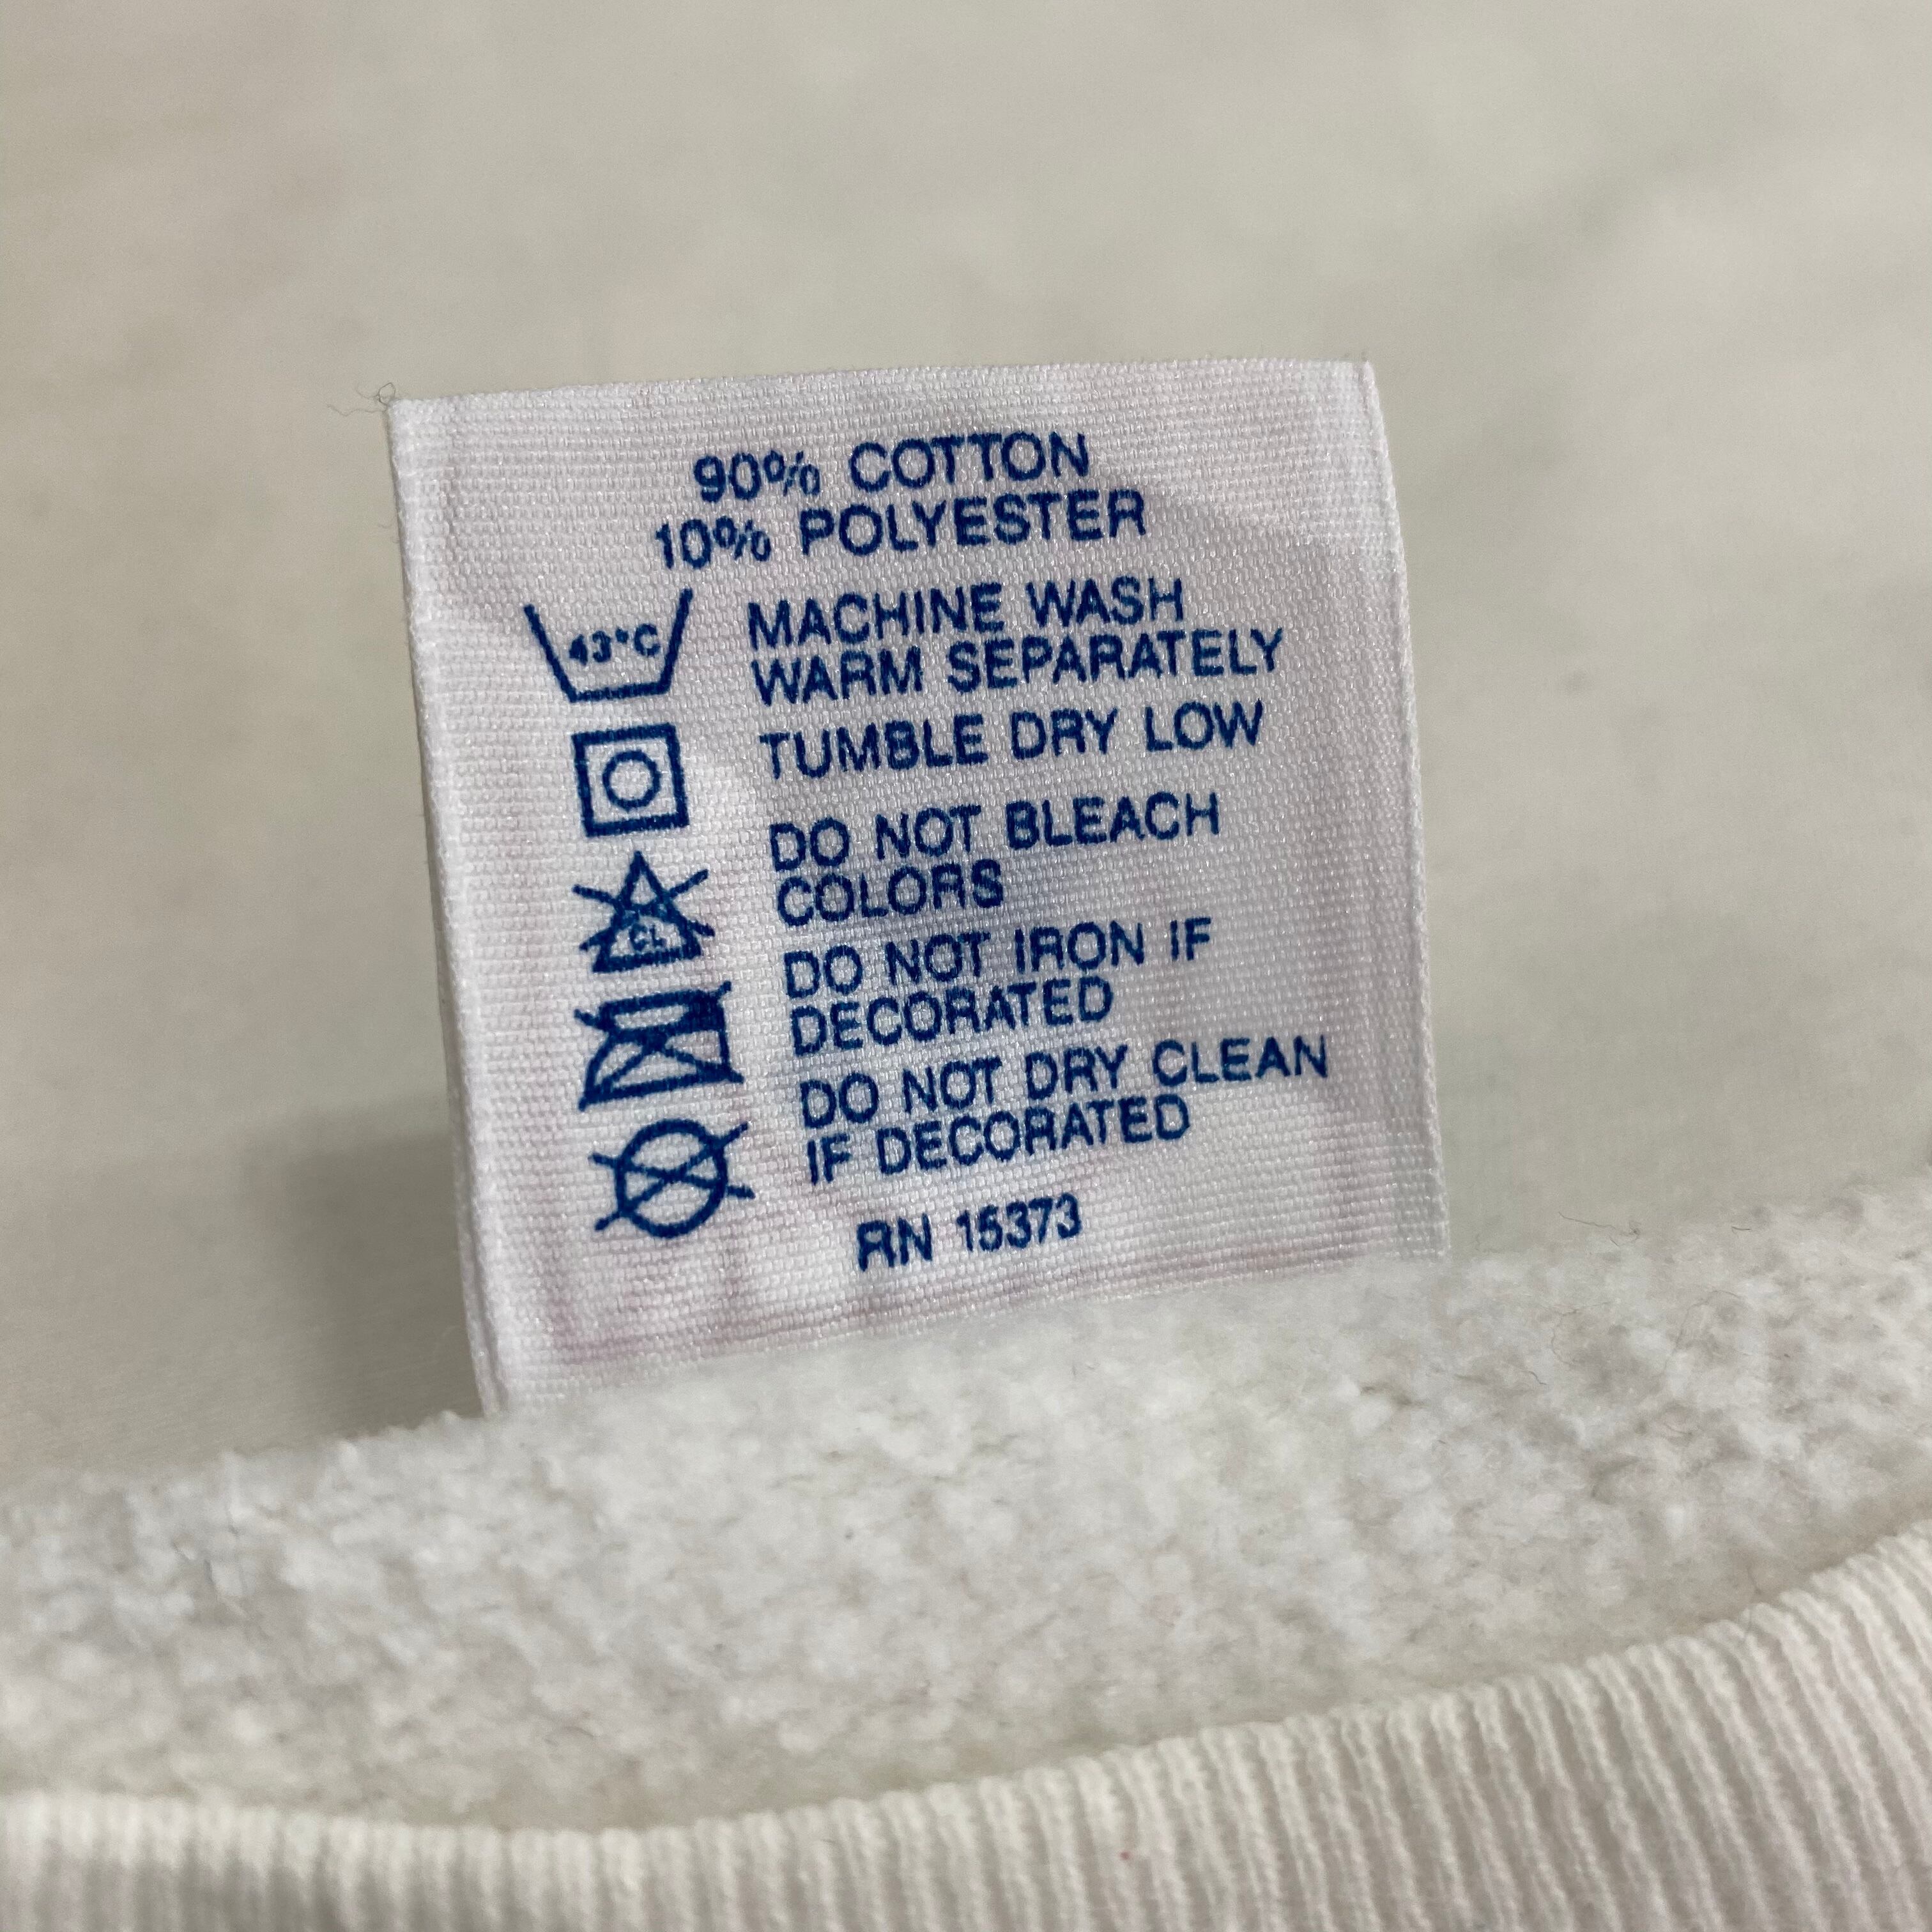 90% COTTON
10% POLYESTER
43°C
MACHINE WASH
WARM SEPARATELY
TUMBLE DRY LOW
CL
DO NOT BLEACH
COLORS
DO NOT IRON IF
DECORATED
DO NOT DRY CLEAN
IF DECORATED
RN 15373